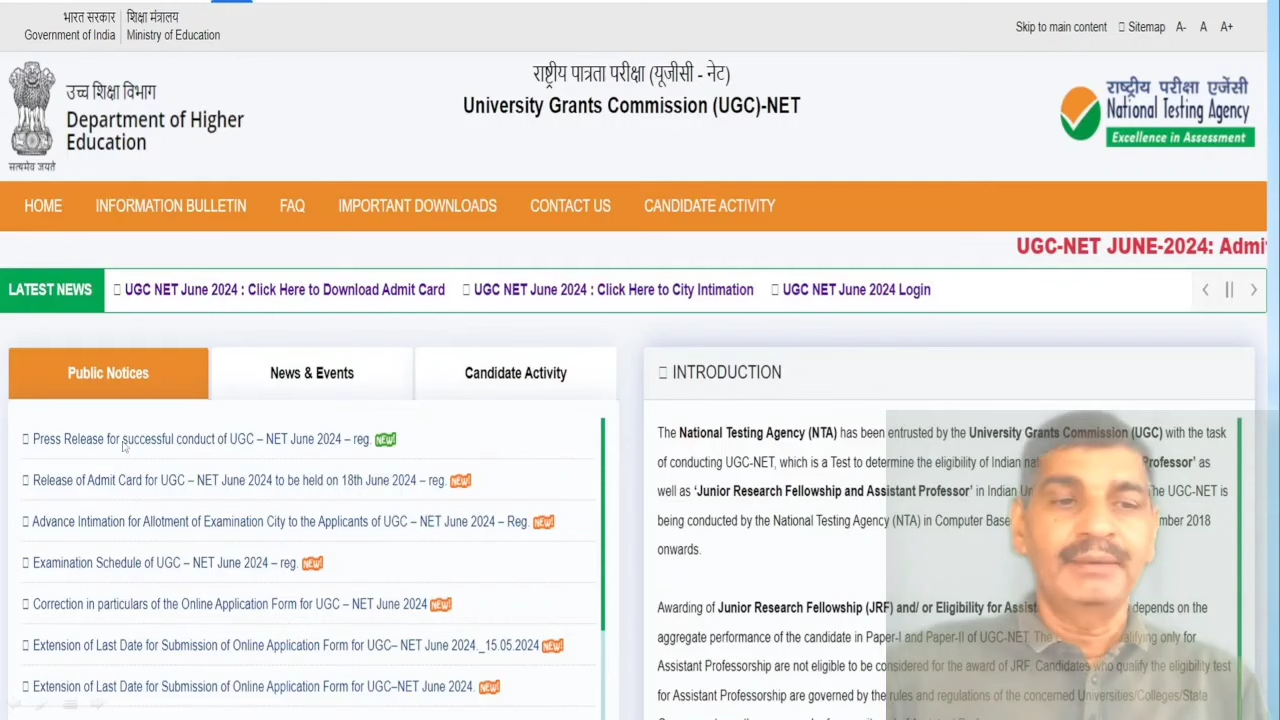 भारत सरकार शिक्षा मंत्रालय
Government of India Ministry of Education
Skip to main content Sitemap A- A A+
राष्ट्रीय पात्रता परीक्षा (यूजीसी - नेट)
University Grants Commission (UGC)-NET
उच्च शिक्षा विभाग
Department of Higher
Education
सत्यमेव जयते
राष्ट्रीय परीक्षा एजेंसी
National Testing Agency
Excellence in Assessment
HOME INFORMATION BULLETIN FAQ IMPORTANT DOWNLOADS CONTACT US CANDIDATE ACTIVITY
UGC-NET JUNE-2024:
LATEST NEWS UGC NET June 2024 : Click Here to Download Admit Card UGC NET June 2024 : Click Here to City Intimation UGC NET June 2024 Login
Public Notices News & Events Candidate Activity
Press Release for successful conduct of UGC – NET June 2024 – reg. NEW!
Release of Admit Card for UGC – NET June 2024 to be held on 18th June 2024 – reg. NEW!
Advance Intimation for Allotment of Examination City to the Applicants of UGC – NET June 2024 – Reg. NEW!
Examination Schedule of UGC – NET June 2024 – reg. NEW!
Correction in particulars of the Online Application Form for UGC – NET June 2024 NEW!
Extension of Last Date for Submission of Online Application Form for UGC– NET June 2024._15.05.2024 NEW!
Extension of Last Date for Submission of Online Application Form for UGC–NET June 2024. NEW!
INTRODUCTION
The National Testing Agency (NTA) has been entrusted by the University Grants Commission (UGC) with the task
of conducting UGC-NET, which is a Test to determine the eligibility of Indian Professor' as
well as 'Junior Research Fellowship and Assistant Professor' in Indian The UGC-NET is
being conducted by the National Testing Agency (NTA) in Computer 2018
onwards.
Awarding of Junior Research Fellowship (JRF) and/ or Eligibility for depends on the
aggregate performance of the candidate in Paper-I and Paper-II of UGC-NET. The only for
Assistant Professorship are not eligible to be considered for the award of JRF. Candidates who qualify the eligibility test
for Assistant Professorship are governed by the rules and regulations of the concerned Universities/Colleges/State